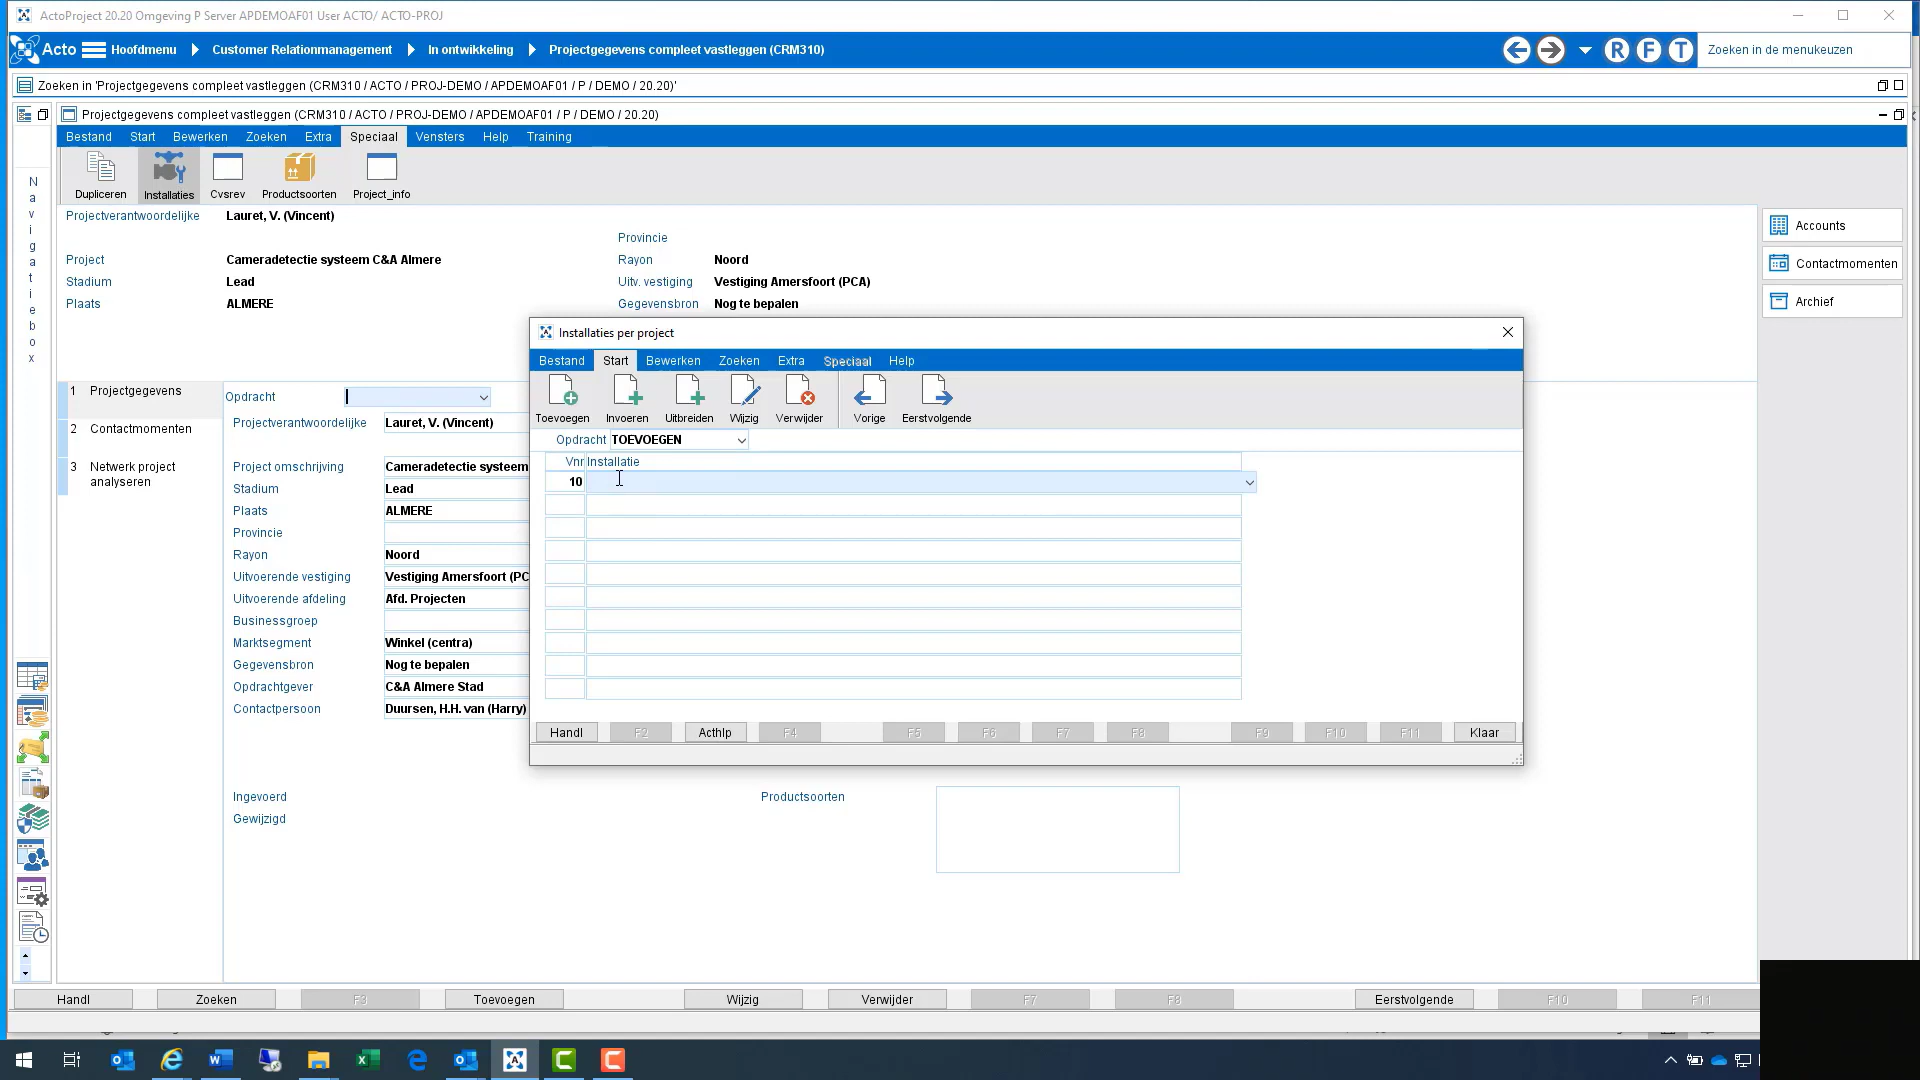 ActoProject 20.20 Omgeving P Server APDEMOAF01 User ACTO/ ACTO-PROJ
Acto Hoofdmenu Customer Relationmanagement In ontwikkeling Projectgegevens compleet vastleggen (CRM310) R F T Zoeken in de menukeuzen
Zoeken in 'Projectgegevens compleet vastleggen (CRM310 / ACTO / PROJ-DEMO / APDEMOAF01 / P / DEMO / 20.20)'
Projectgegevens compleet vastleggen (CRM310 / ACTO / PROJ-DEMO / APDEMOAF01 / P / DEMO / 20.20)
Bestand Start Bewerken Zoeken Extra Speciaal Vensters Help Training
Dupliceren Installaties Cvsrev Productsoorten Project_info
Navigatiebox
Projectverantwoordelijke Lauret, V. (Vincent)
Provincie
Project Cameradetectie systeem C&A Almere Rayon Noord
Stadium Lead Uitv. vestiging Vestiging Amersfoort (PCA)
Plaats ALMERE Gegevensbron Nog te bepalen
Accounts
Contactmomenten
Archief
1 Projectgegevens
2 Contactmomenten
3 Netwerk project
analyseren
Opdracht
Projectverantwoordelijke Lauret, V. (Vincent)
Project omschrijving Cameradetectie systeem
Stadium Lead
Plaats ALMERE
Provincie
Rayon Noord
Uitvoerende vestiging Vestiging Amersfoort (PC
Uitvoerende afdeling Afd. Projecten
Businessgroep
Marktsegment Winkel (centra)
Gegevensbron Nog te bepalen
Opdrachtgever C&A Almere Stad
Contactpersoon Duursen, H.H. van (Harry)
Ingevoerd Productsoorten
Gewijzigd
Installaties per project
Bestand Start Bewerken Zoeken Extra Speciaal Help
Toevoegen Invoeren Uitbreiden Wijzig Verwijder Vorige Eerstvolgende
Opdracht TOEVOEGEN
Vnr Installatie
10
Handl F2 ActHlp F4 F5 F6 F7 F8 F9 F10 F11 Klaar
Handl Zoeken F3 Toevoegen Wijzig Verwijder F7 F8 Eerstvolgende F10 F11